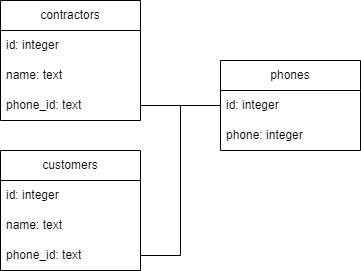 contractors
id: integer
name: text
phone_id: text
customers
id: integer
name: text
phone_id: text
phones
id: integer
phone: integer